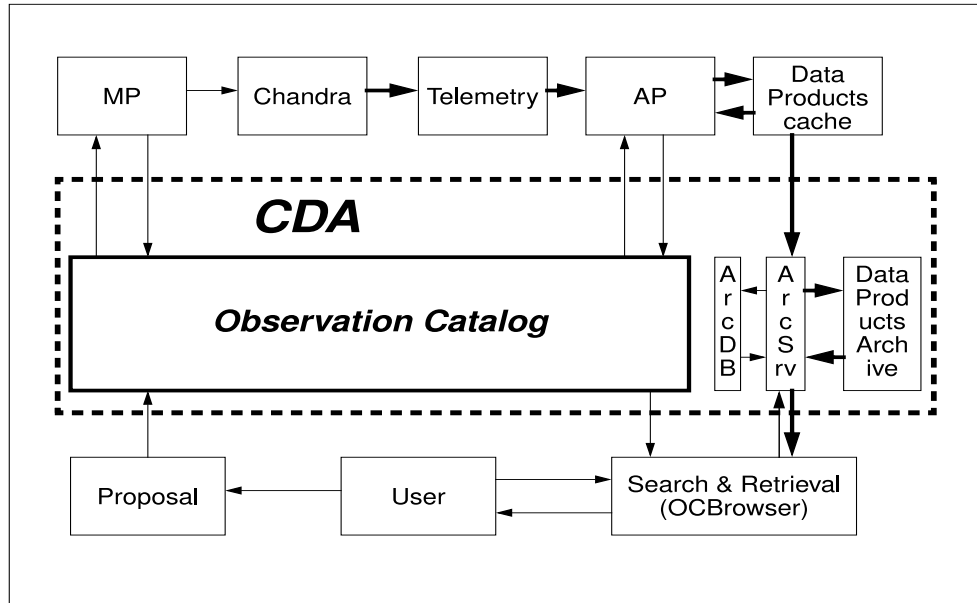 MP
Chandra
Telemetry
AP
Data
Products
cache
CDA
Observation Catalog
A
r
c
DB
A
r
c
S
rv
Data
Prod
ucts
Arch
ive
Proposal
User
Search & Retrieval
(OCBrowser)